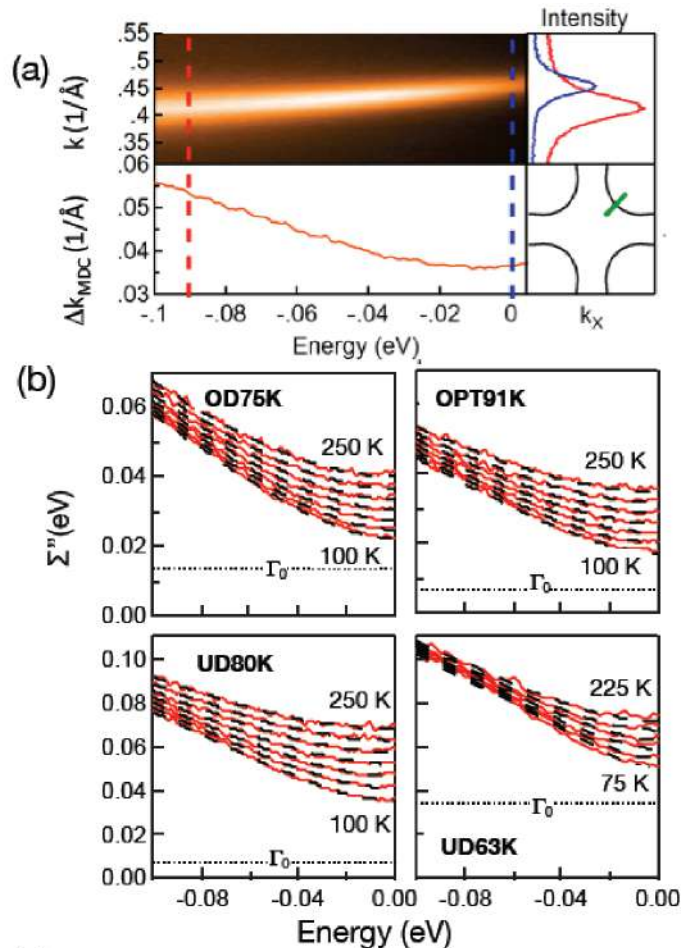 Intensity
(a)
k (1/Å)
.55
.5
.45
.4
.35
.06
Δk_MDC (1/Å)
.05
.04
.03
-.1 -.08 -.06 -.04 -.02 0
Energy (eV)
k_X
(b)
OD75K
250 K
100 K
Γ₀
OPT91K
250 K
100 K
Γ₀
Σ" (eV)
0.06
0.04
0.02
0.00
UD80K
250 K
100 K
Γ₀
225 K
75 K
Γ₀
UD63K
0.10
0.08
0.06
0.04
0.02
0.00
-0.08 -0.04 0.00
-0.08 -0.04 0.00
Energy (eV)